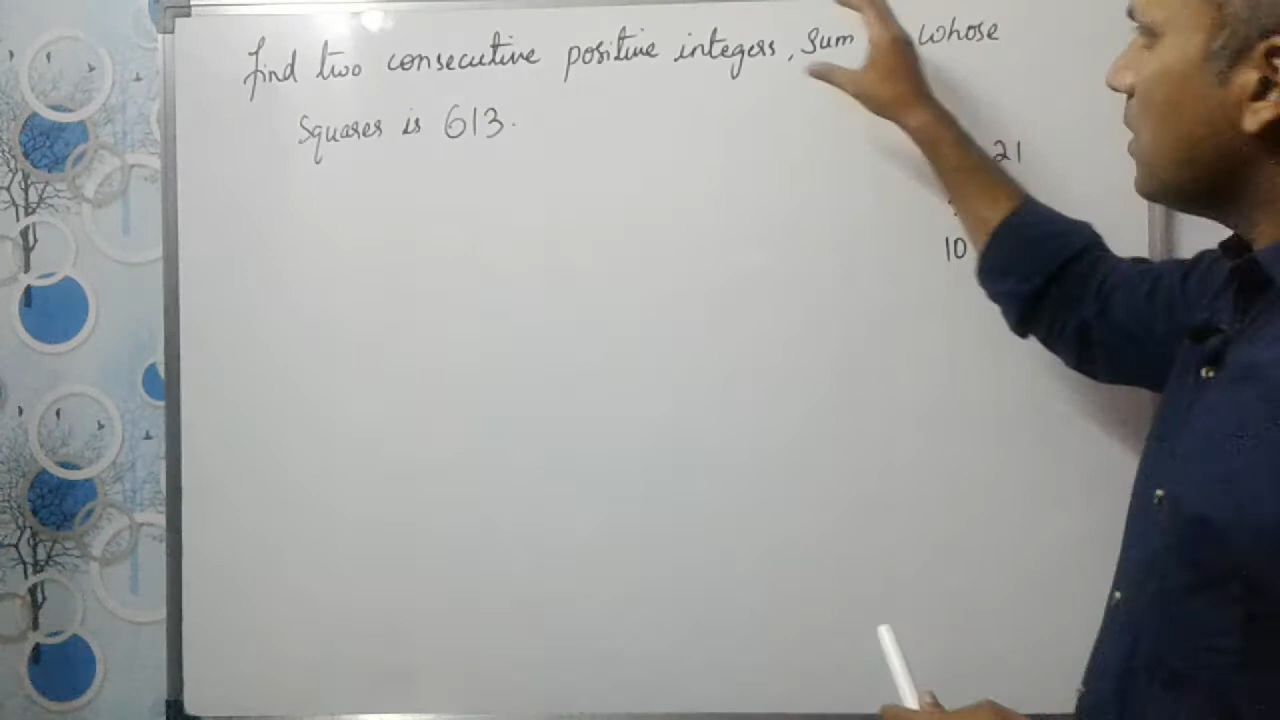 find two consecutive positive integers, sum whose
squares is 613.
21
10